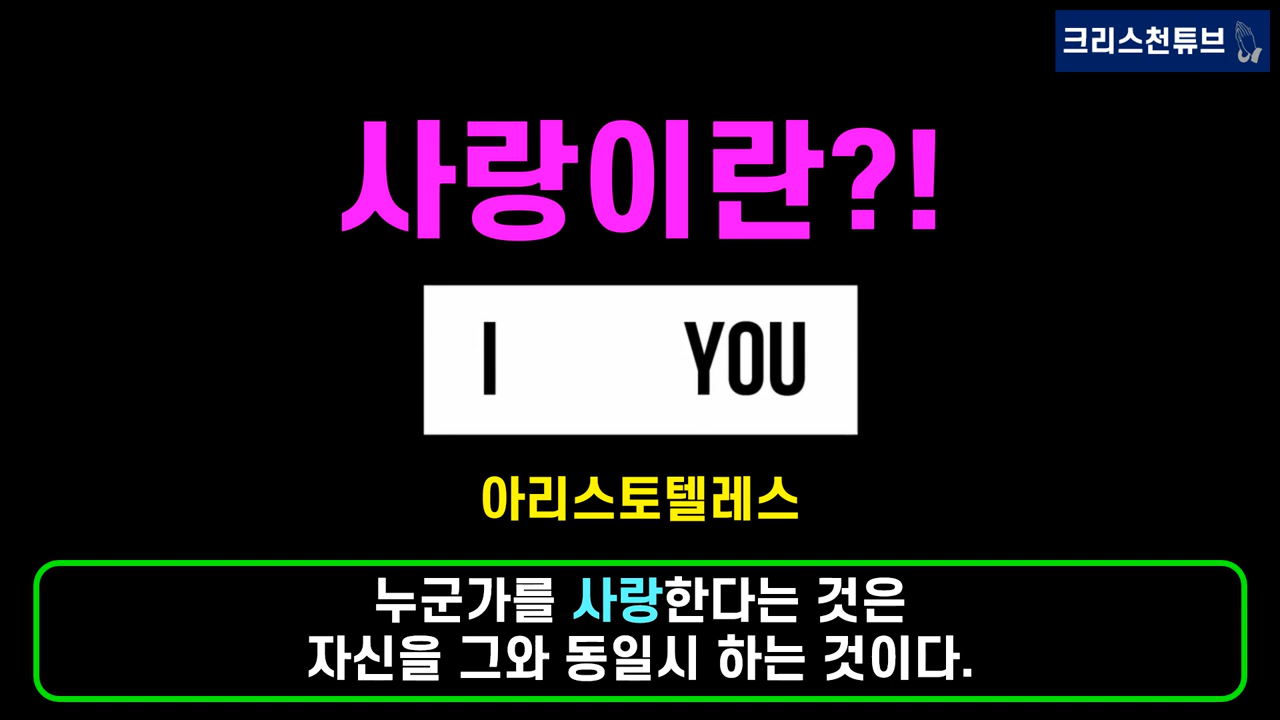 크리스천튜브
사랑이란?!
I YOU
아리스토텔레스
누군가를 사랑한다는 것은
자신을 그와 동일시 하는 것이다.